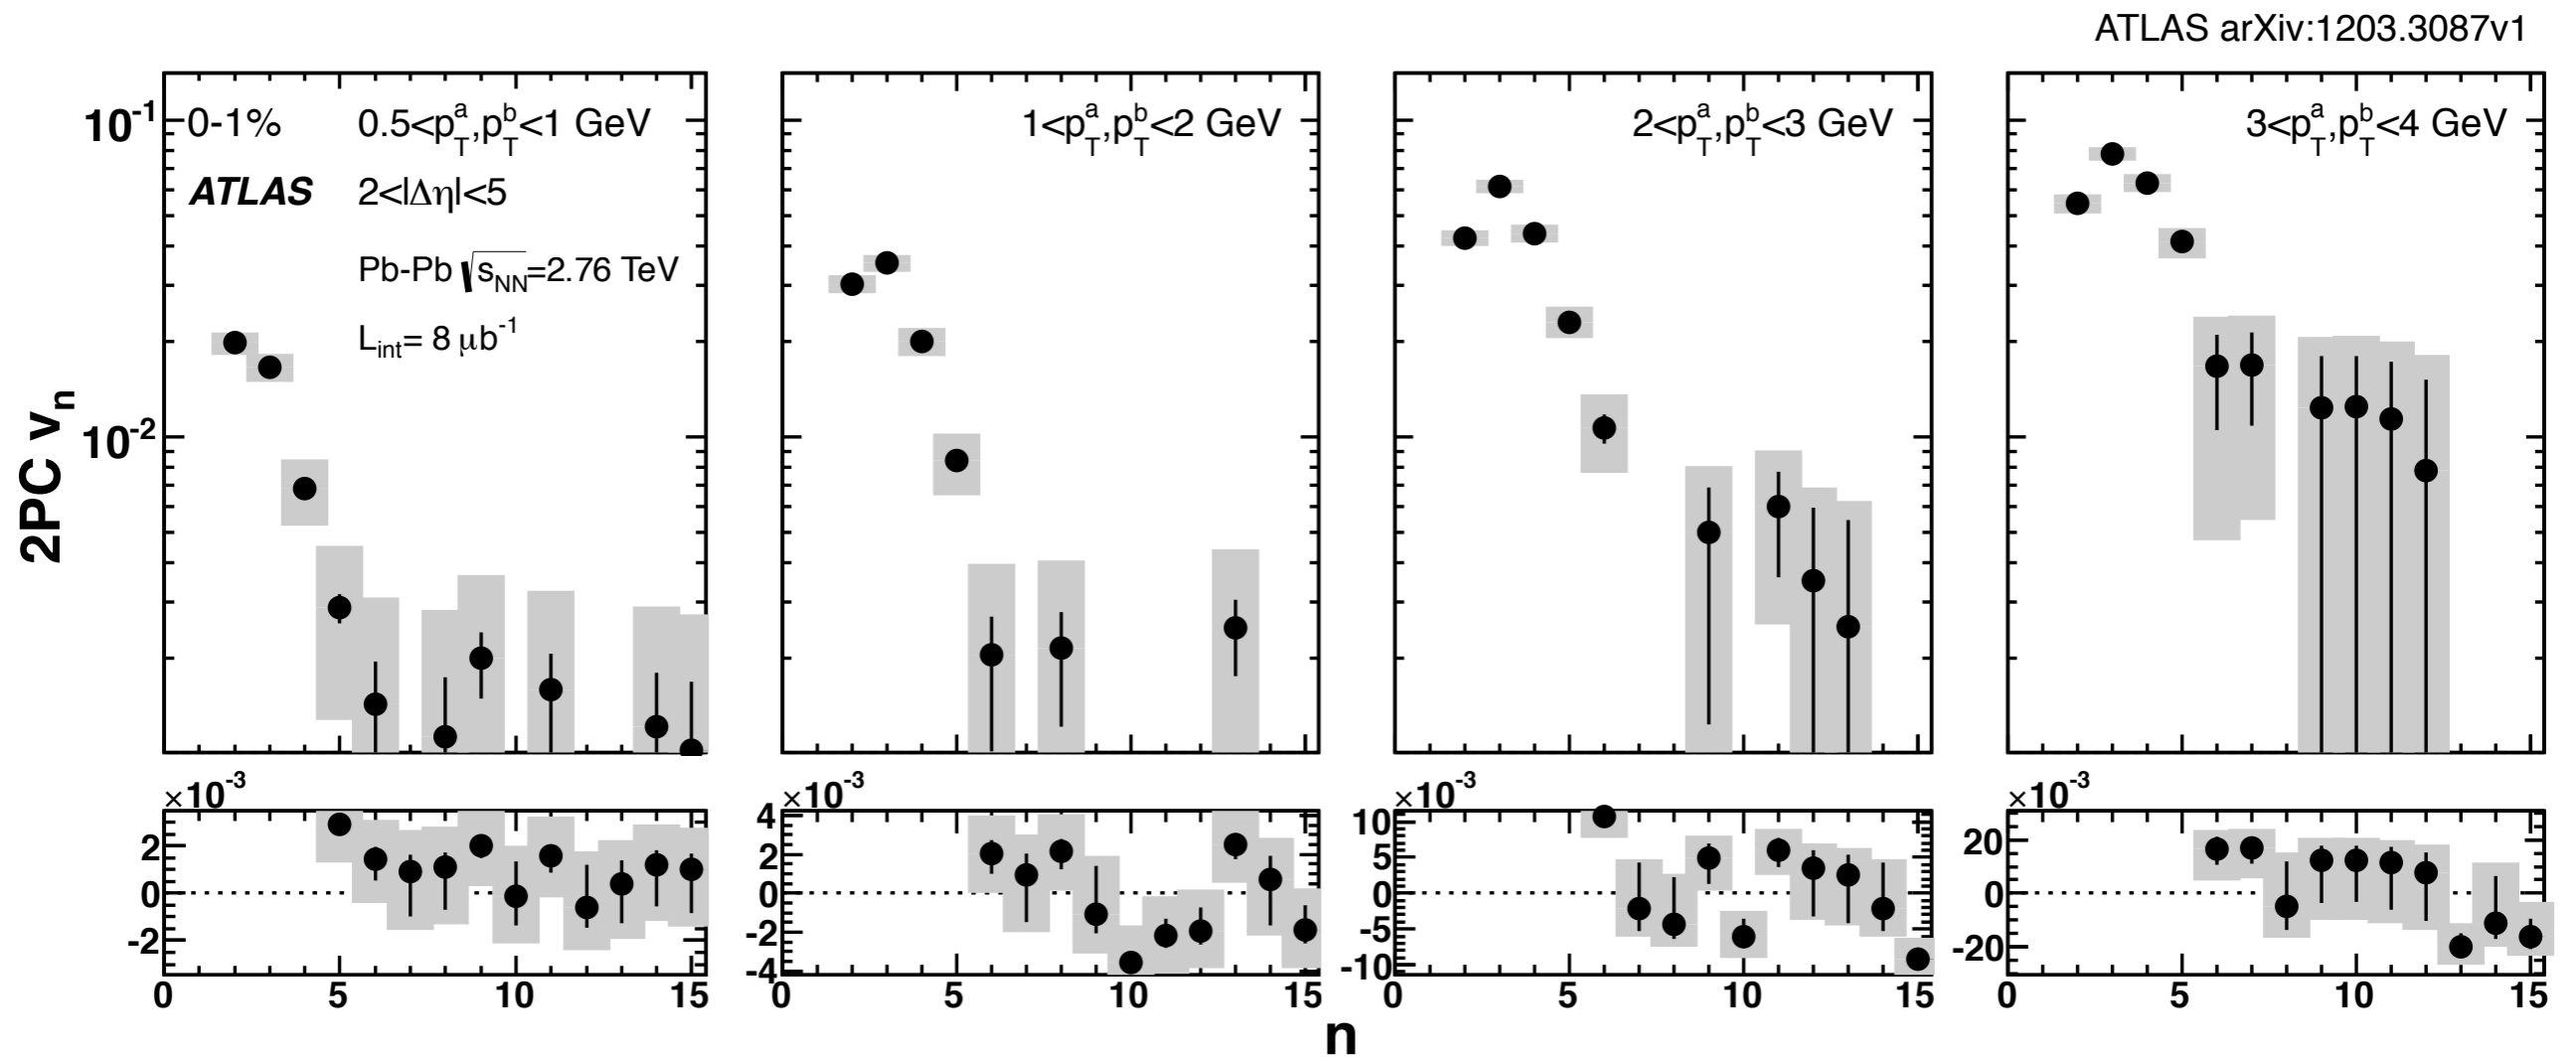 ATLAS arXiv:1203.3087v1
0-1%
0.5<p_T^a,p_T^b<1 GeV
1<p_T^a,p_T^b<2 GeV
2<p_T^a,p_T^b<3 GeV
3<p_T^a,p_T^b<4 GeV
ATLAS
2<|Δη|<5
Pb-Pb √s_NN=2.76 TeV
L_int= 8 μb^-1
2PC v_n
10^-1
10^-2
×10^-3
2
0
-2
0 5 10 15
×10^-3
4
2
0
-2
-4
0 5 10 15
×10^-3
10
5
0
-5
-10
0 5 10 15
×10^-3
20
0
-20
0 5 10 15
n